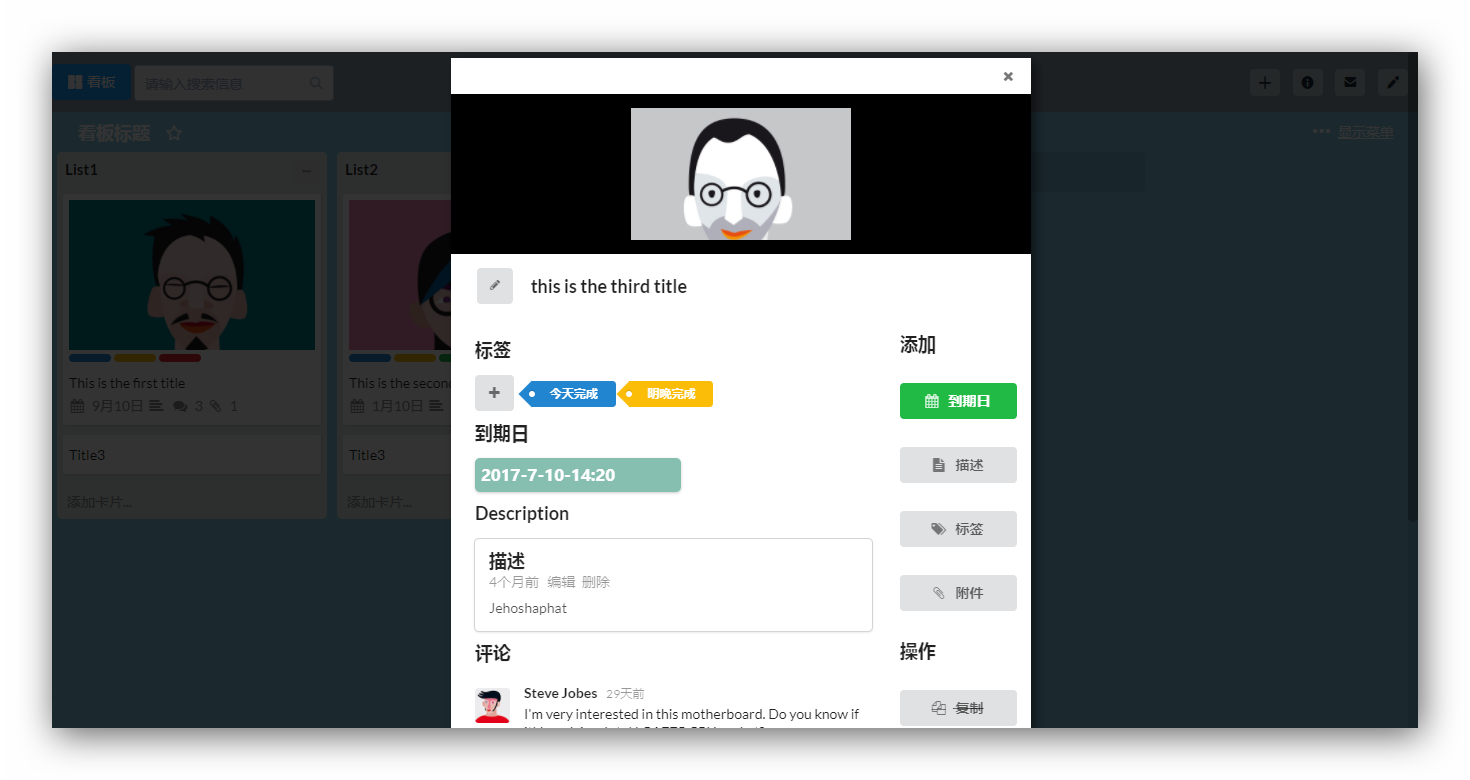 看板
请输入搜索信息
看板标题
显示菜单
List1
This is the first title
9月10日 3 1
Title3
添加卡片...
List2
This is the second
1月10日
Title3
添加卡片...
this is the third title
标签
今天完成 明晚完成
到期日
2017-7-10-14:20
Description
描述
4个月前 编辑 删除
Jehoshaphat
评论
Steve Jobes 29天前
I'm very interested in this motherboard. Do you know if
添加
到期日
描述
标签
附件
操作
复制